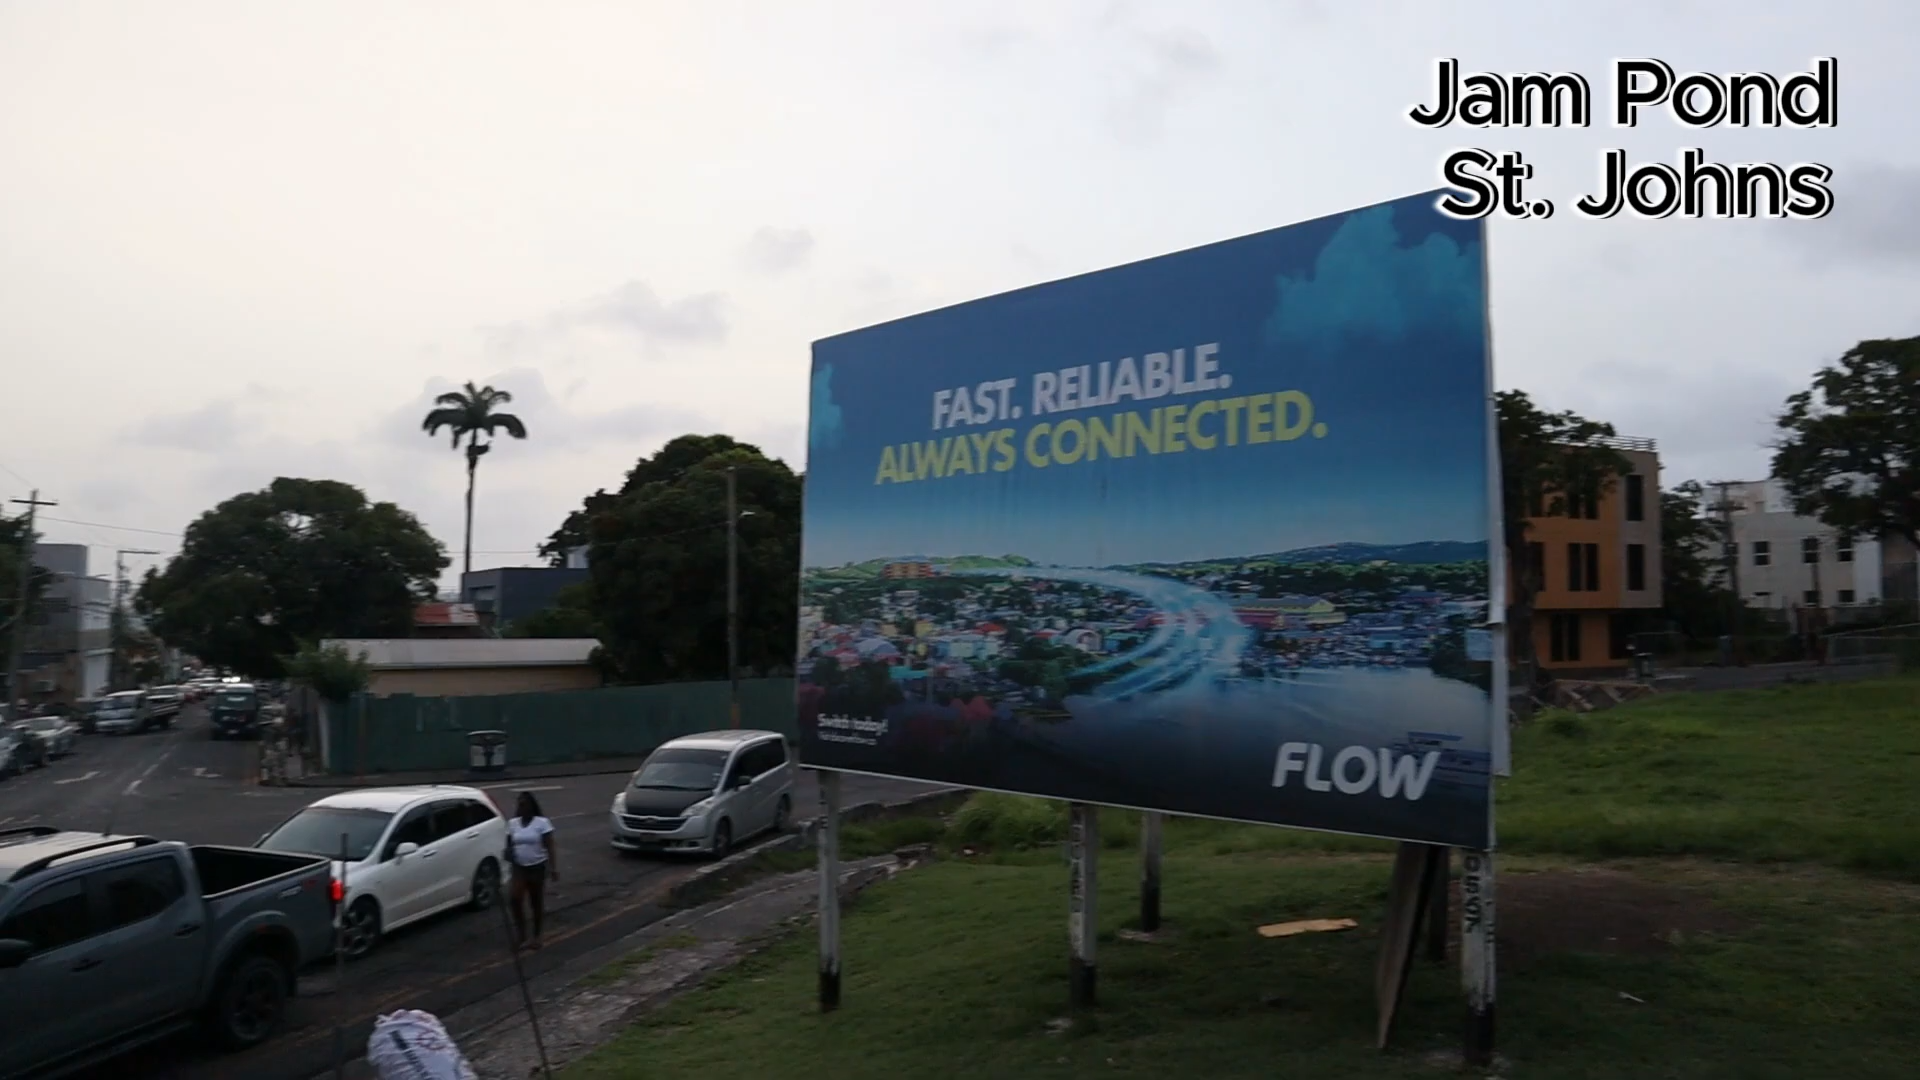 Jam Pond
St. Johns
FAST. RELIABLE.
ALWAYS CONNECTED.
Switch today!
FLOW